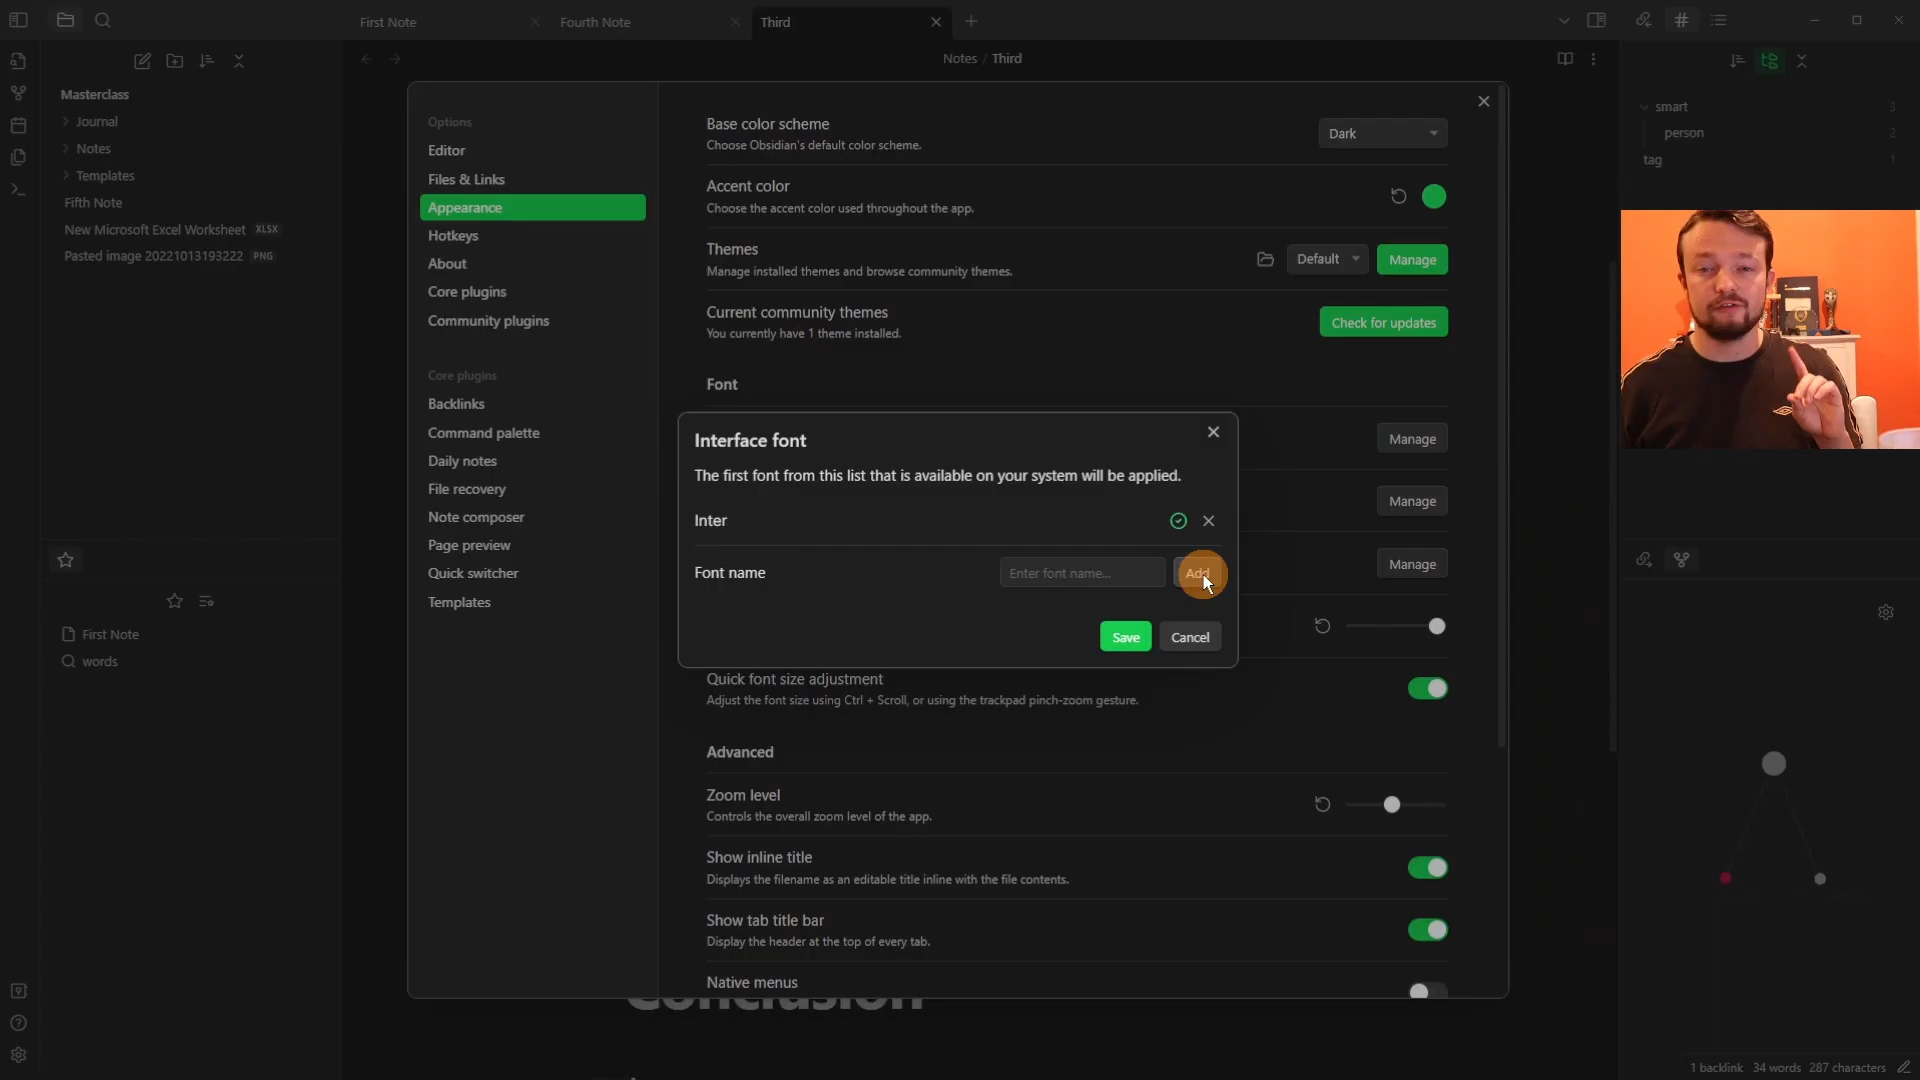 First Note
Fourth Note
Third
Notes / Third
Masterclass
Journal
Notes
Templates
Fifth Note
New Microsoft Excel Worksheet XLSX
Pasted image 20221013193222 PNG
First Note
words
Options
Editor
Files & Links
Appearance
Hotkeys
About
Core plugins
Community plugins
Core plugins
Backlinks
Command palette
Daily notes
File recovery
Note composer
Page preview
Quick switcher
Templates
Base color scheme
Choose Obsidian's default color scheme.
Dark
Accent color
Choose the accent color used throughout the app.
Themes
Manage installed themes and browse community themes.
Default
Manage
Current community themes
You currently have 1 theme installed.
Check for updates
Font
Manage
Manage
Manage
Interface font
The first font from this list that is available on your system will be applied.
Inter
Font name
Enter font name...
Add
Save
Cancel
Quick font size adjustment
Adjust the font size using Ctrl + Scroll, or using the trackpad pinch-zoom gesture.
Advanced
Zoom level
Controls the overall zoom level of the app.
Show inline title
Displays the filename as an editable title inline with the file contents.
Show tab title bar
Display the header at the top of every tab.
Native menus
Conclusion
smart 3
person 2
tag 1
1 backlink 34 words 287 characters